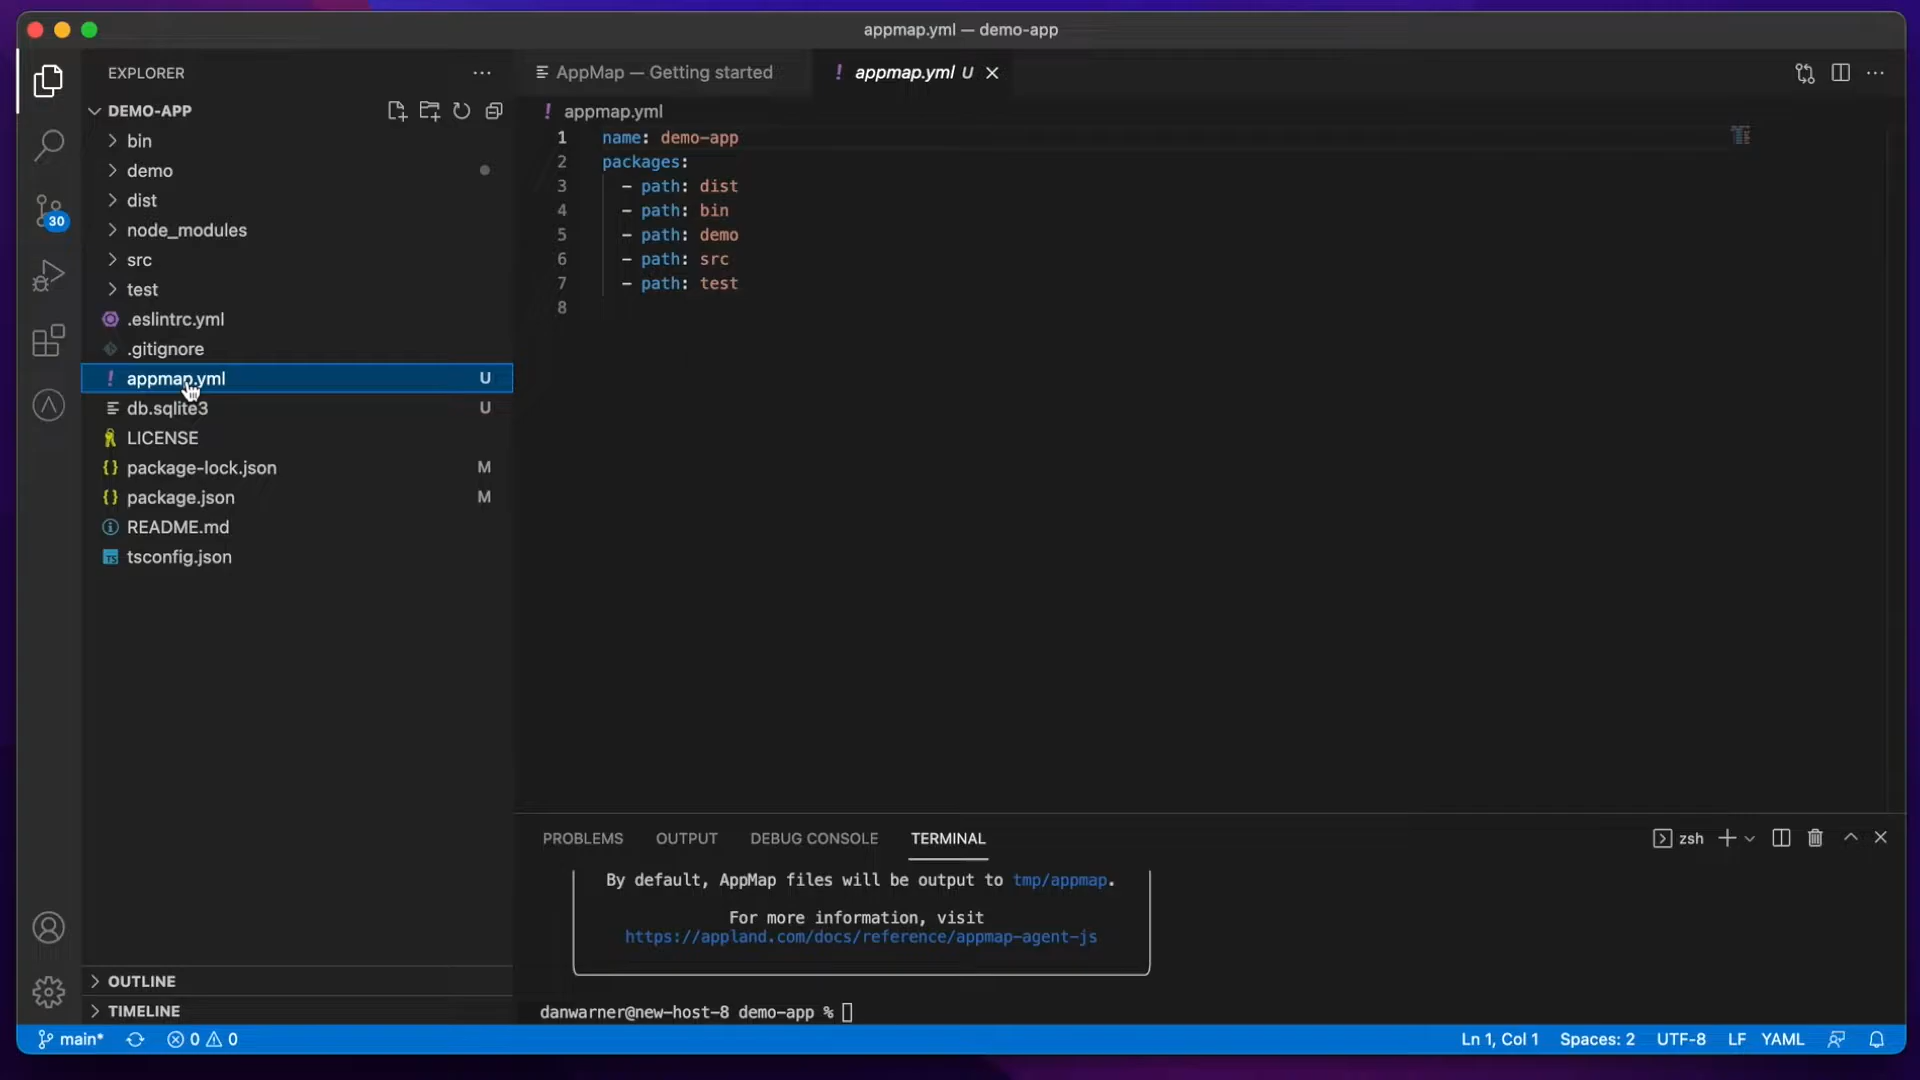 appmap.yml — demo-app
EXPLORER
DEMO-APP
bin
demo
dist
node_modules
src
test
.eslintrc.yml
.gitignore
appmap.yml U
db.sqlite3 U
LICENSE
package-lock.json M
package.json M
README.md
tsconfig.json
OUTLINE
TIMELINE
30
AppMap — Getting started
! appmap.yml U
! appmap.yml
1 name: demo-app
2 packages:
3 - path: dist
4 - path: bin
5 - path: demo
6 - path: src
7 - path: test
8
PROBLEMS OUTPUT DEBUG CONSOLE TERMINAL
zsh
By default, AppMap files will be output to tmp/appmap.
For more information, visit
https://appland.com/docs/reference/appmap-agent-js
danwarner@new-host-8 demo-app %
main* 0 0 Ln 1, Col 1 Spaces: 2 UTF-8 LF YAML